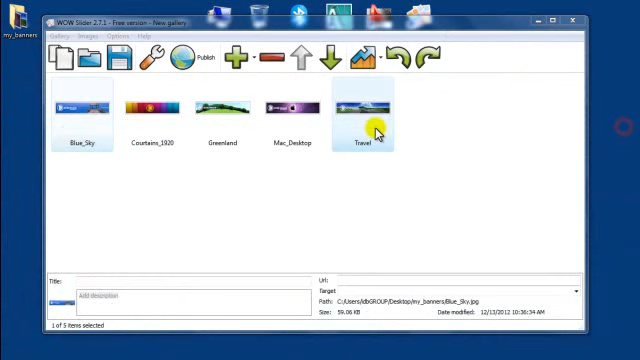 my_banners
WOW Slider 2.7.1 - Free version - New gallery
Gallery Images Options Help
Publish
Blue_Sky Courtains_1920 Greenland Mac_Desktop Travel
Title:
Add description
Url:
Target
Path: C:/Users/idbGROUP/Desktop/my_banners/Blue_Sky.jpg
Size: 59.06 KB Date modified: 12/13/2012 10:36:34 AM
1 of 5 items selected